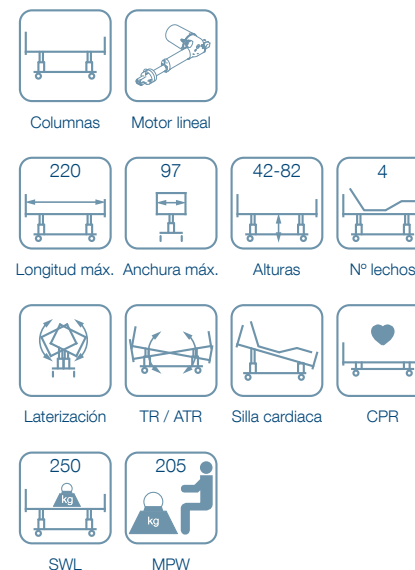 Columnas Motor lineal
220 97 42-82 4
Longitud máx. Anchura máx. Alturas Nº lechos
Laterización TR / ATR Silla cardiaca CPR
250 205
kg kg
SWL MPW